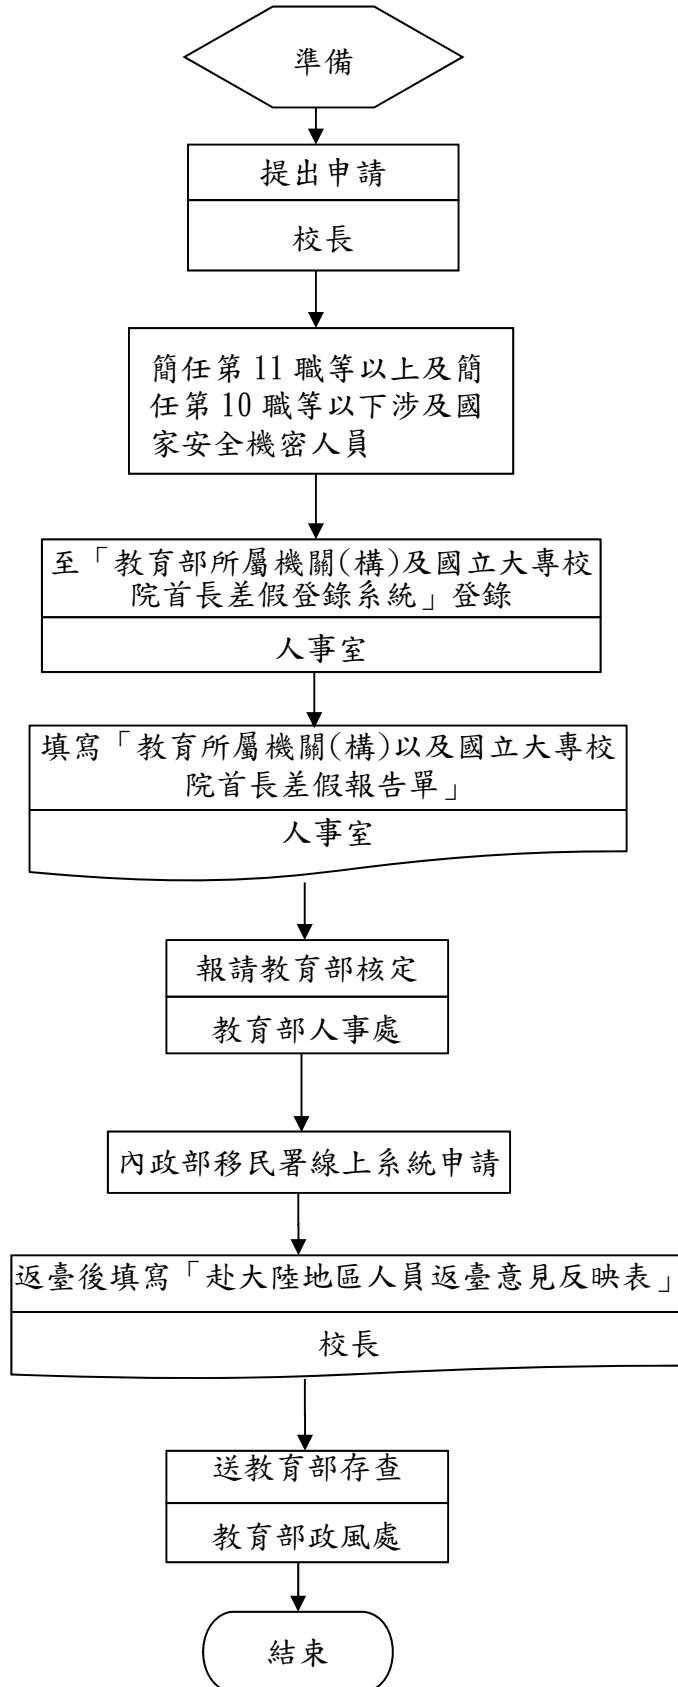 準備
提出申請
校長
簡任第 11 職等以上及簡
任第 10 職等以下涉及國
家安全機密人員
至「教育部所屬機關(構)及國立大專校
院首長差假登錄系統」登錄
人事室
填寫「教育所屬機關(構)以及國立大專校
院首長差假報告單」
人事室
報請教育部核定
教育部人事處
內政部移民署線上系統申請
返臺後填寫「赴大陸地區人員返臺意見反映表」
校長
送教育部存查
教育部政風處
結束